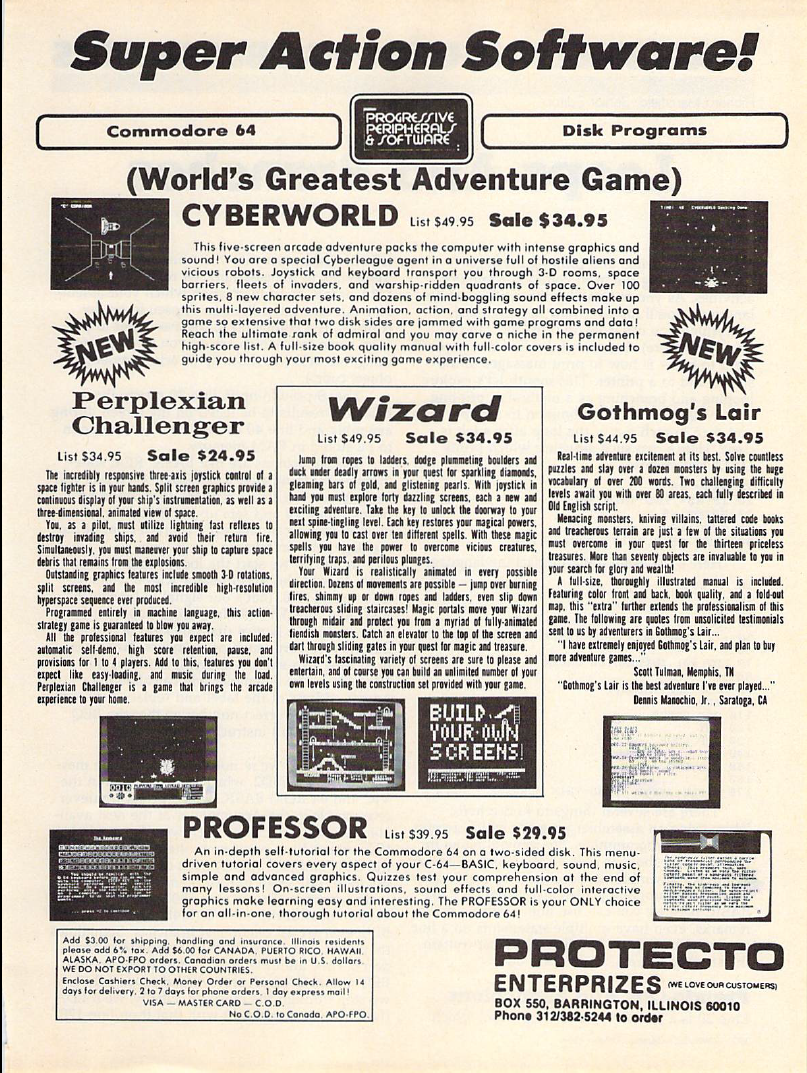 Super Action Software!
Commodore 64
PROGRESSIVE
PERIPHERALS
& SOFTWARE
Disk Programs
(World's Greatest Adventure Game)
CYBERWORLD List $49.95 Sale $34.95
This five-screen arcade adventure packs the computer with intense graphics and
sound! You are a special Cyberleague agent in a universe full of hostile aliens and
vicious robots. Joystick and keyboard transport you through 3-D rooms, space
barriers, fleets of invaders, and warship-ridden quadrants of space. Over 100
sprites, 8 new character sets, and dozens of mind-boggling sound effects make up
this multi-layered adventure. Animation, action, and strategy all combined into a
game so extensive that two disk sides are jammed with game programs and data!
Reach the ultimate rank of admiral and you may carve a niche in the permanent
high-score list. A full-size book quality manual with full-color covers is included to
guide you through your most exciting game experience.
NEW
NEW
Perplexian
Challenger
List $34.95 Sale $24.95
The incredibly responsive three-axis joystick control of a
space fighter is in your hands. Split screen graphics provide a
continuous display of your ship's instrumentation, as well as a
three-dimensional, animated view of space.
You, as a pilot, must utilize lightning fast reflexes to
destroy invading ships, and avoid their return fire.
Simultaneously, you must maneuver your ship to capture space
debris that remains from the explosions.
Outstanding graphics features include smooth 3-D rotations,
split screens, and the most incredible high-resolution
hyperspace sequence ever produced.
Programmed entirely in machine language, this action-
strategy game is guaranteed to blow you away.
All the professional features you expect are included:
automatic self-demo, high score retention, pause, and
provisions for 1 to 4 players. Add to this, features you don't
expect like easy-loading, and music during the load.
Perplexian Challenger is a game that brings the arcade
experience to your home.
Wizard
List $49.95 Sale $34.95
Jump from ropes to ladders, dodge plummeting boulders and
duck under deadly arrows in your quest for sparkling diamonds,
gleaming bars of gold, and glistening pearls. With joystick in
hand you must explore forty dazzling screens, each a new and
exciting adventure. Take the key to unlock the doorway to your
next spine-tingling level. Each key restores your magical powers,
allowing you to cast over ten different spells. With these magic
spells you have the power to overcome vicious creatures,
terrifying traps, and perilous plunges.
Your Wizard is realistically animated in every possible
direction. Dozens of movements are possible — jump over burning
fires, shimmy up or down ropes and ladders, even slip down
treacherous sliding staircases! Magic portals move your Wizard
through midair and protect you from a myriad of fully-animated
fiendish monsters. Catch an elevator to the top of the screen and
dart through sliding gates in your quest for magic and treasure.
Wizard's fascinating variety of screens are sure to please and
entertain, and of course you can build an unlimited number of your
own levels using the construction set provided with your game.
BUILD
YOUR OWN
SCREENS!
Gothmog's Lair
List $44.95 Sale $34.95
Real-time adventure excitement at its best. Solve countless
puzzles and slay over a dozen monsters by using the huge
vocabulary of over 200 words. Two challenging difficulty
levels await you with over 80 areas, each fully described in
Old English script.
Menacing monsters, kniving villains, tattered code books
and treacherous terrain are just a few of the situations you
must overcome in your quest for the thirteen priceless
treasures. More than seventy objects are invaluable to you in
your search for glory and wealth!
A full-size, thoroughly illustrated manual is included.
Featuring color front and back, book quality, and a fold-out
map, this "extra" further extends the professionalism of this
game. The following are quotes from unsolicited testimonials
sent to us by adventurers in Gothmog's Lair...
"I have extremely enjoyed Gothmog's Lair, and plan to buy
more adventure games..."
Scott Tulman, Memphis, TN
"Gothmog's Lair is the best adventure I've ever played..."
Dennis Manochio, Jr. , Saratoga, CA
PROFESSOR List $39.95 Sale $29.95
An in-depth self-tutorial for the Commodore 64 on a two-sided disk. This menu-
driven tutorial covers every aspect of your C-64—BASIC, keyboard, sound, music,
simple and advanced graphics. Quizzes test your comprehension at the end of
many lessons! On-screen illustrations, sound effects and full-color interactive
graphics make learning easy and interesting. The PROFESSOR is your ONLY choice
for an all-in-one, thorough tutorial about the Commodore 64!
Add $3.00 for shipping, handling and insurance. Illinois residents
please add 6% tax. Add $6.00 for CANADA, PUERTO RICO, HAWAII,
ALASKA, APO-FPO orders. Canadian orders must be in U.S. dollars.
WE DO NOT EXPORT TO OTHER COUNTRIES.
Enclose Cashiers Check, Money Order or Personal Check. Allow 14
days for delivery, 2 to 7 days for phone orders, 1 day express mail!
VISA — MASTER CARD — C.O.D.
No C.O.D. to Canada, APO-FPO.
PROTECTO
ENTERPRIZES (WE LOVE OUR CUSTOMERS)
BOX 550, BARRINGTON, ILLINOIS 60010
Phone 312/382-5244 to order